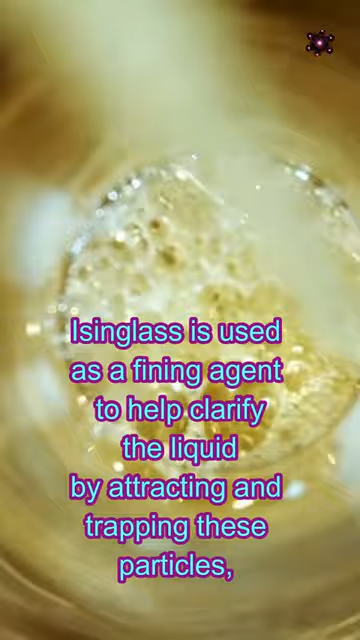 Isinglass is used
as a fining agent
to help clarify
the liquid
by attracting and
trapping these
particles,